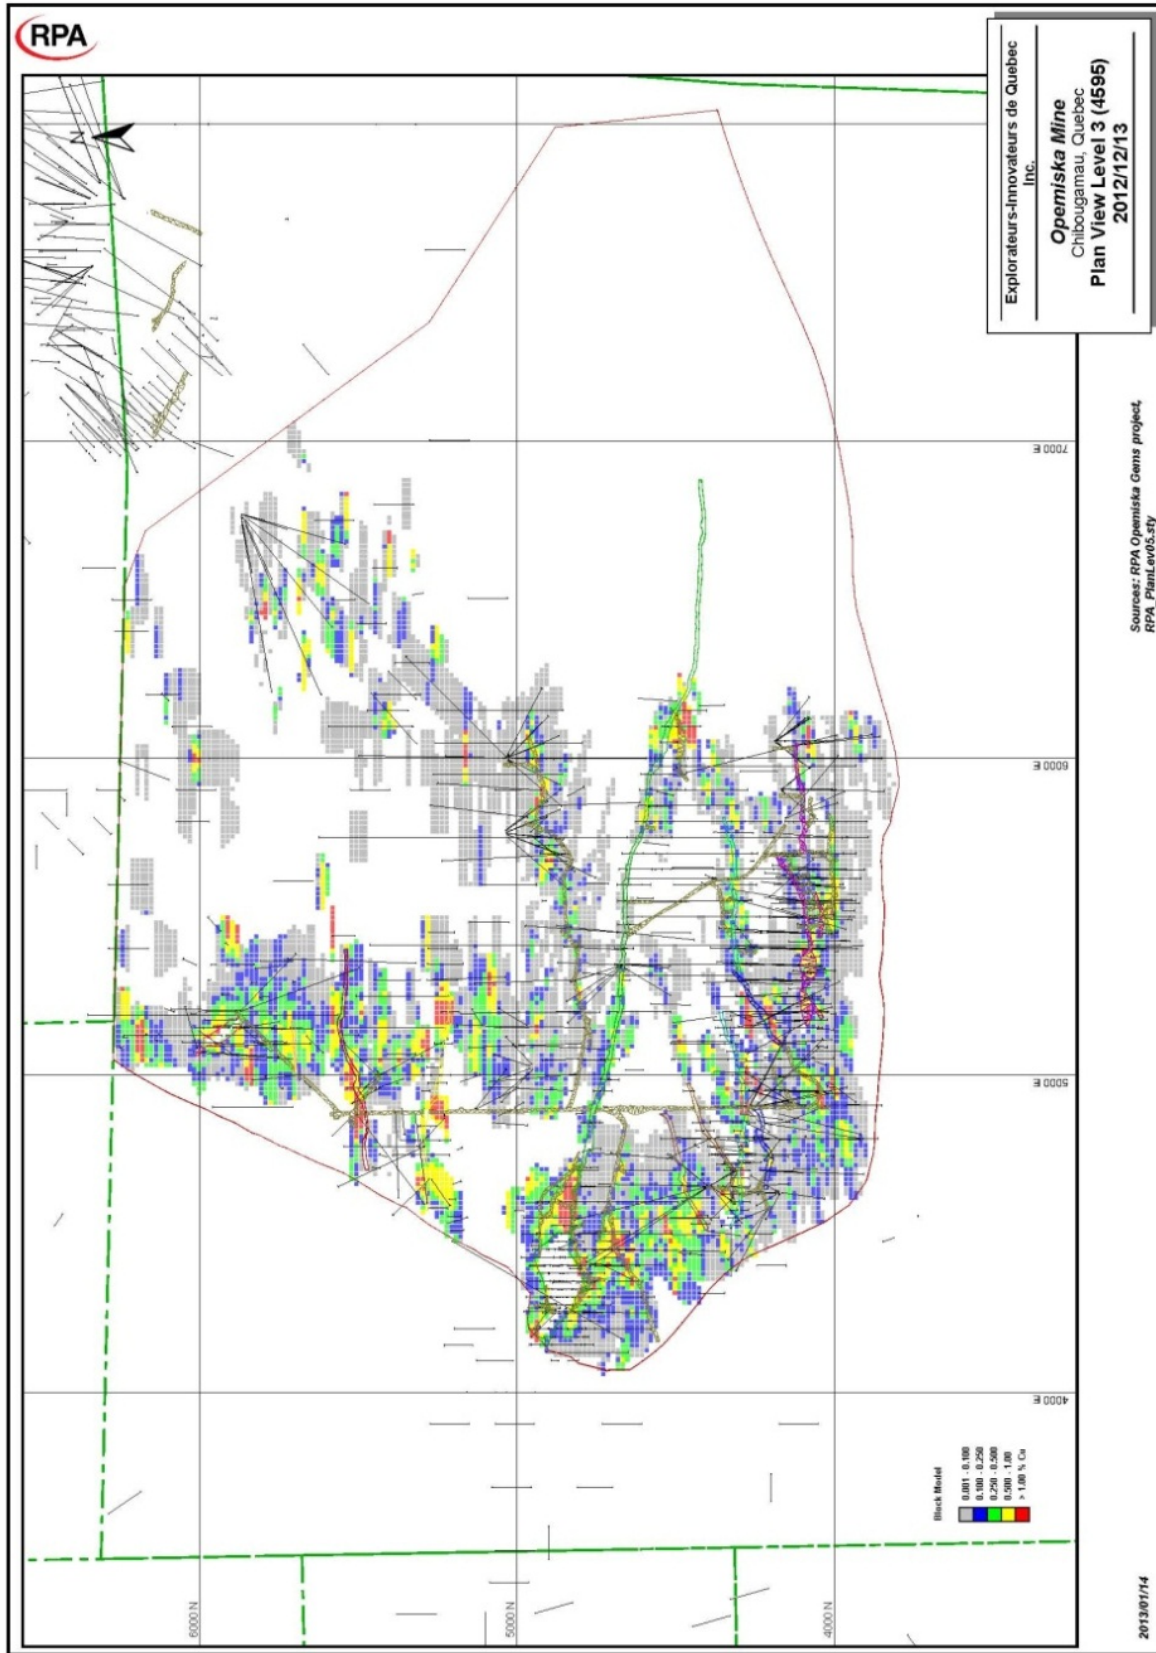 RPA
Explorateurs-Innovateurs de Quebec
Inc.
Opemiska Mine
Chibougamau, Quebec
Plan View Level 3 (4595)
2012/12/13
N
6000 N
5000 N
4000 N
7000 E
6000 E
5000 E
4000 E
Block Model
0.001 - 0.100
0.100 - 0.250
0.250 - 0.500
0.500 - 1.00
> 1.00 % Cu
Sources: RPA Opemiska Gems project,
RPA_PlanLev05.sty
2013/01/14